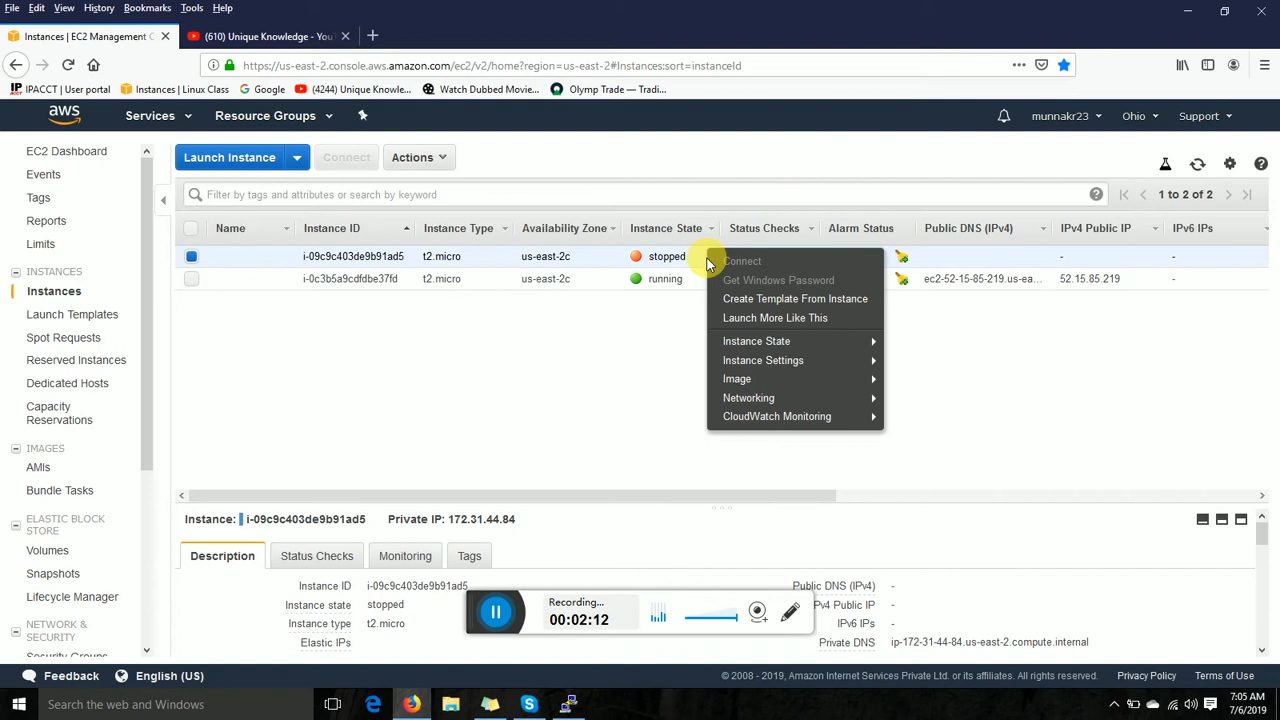 File Edit View History Bookmarks Tools Help
Instances | EC2 Management C
(610) Unique Knowledge - You
https://us-east-2.console.aws.amazon.com/ec2/v2/home?region=us-east-2#Instances:sort=instanceId
IPACCT | User portal Instances | Linux Class Google (4244) Unique Knowle... Watch Dubbed Movie... Olymp Trade — Tradi...
aws Services Resource Groups munnakr23 Ohio Support
EC2 Dashboard
Events
Tags
Reports
Limits
INSTANCES
Instances
Launch Templates
Spot Requests
Reserved Instances
Dedicated Hosts
Capacity
Reservations
IMAGES
AMIs
Bundle Tasks
ELASTIC BLOCK
STORE
Volumes
Snapshots
Lifecycle Manager
NETWORK &
SECURITY
Security Groups
Launch Instance Connect Actions
Filter by tags and attributes or search by keyword
1 to 2 of 2
Name Instance ID Instance Type Availability Zone Instance State Status Checks Alarm Status Public DNS (IPv4) IPv4 Public IP IPv6 IPs
i-09c9c403de9b91ad5 t2.micro us-east-2c stopped - -
i-0c3b5a9cdfdbe37fd t2.micro us-east-2c running ec2-52-15-85-219.us-ea... 52.15.85.219 -
Connect
Get Windows Password
Create Template From Instance
Launch More Like This
Instance State
Instance Settings
Image
Networking
CloudWatch Monitoring
Instance: i-09c9c403de9b91ad5 Private IP: 172.31.44.84
Description Status Checks Monitoring Tags
Instance ID i-09c9c403de9b91ad5 Public DNS (IPv4) -
Instance state stopped Pv4 Public IP -
Instance type t2.micro IPv6 IPs -
Elastic IPs Private DNS ip-172-31-44-84.us-east-2.compute.internal
Recording...
00:02:12
Feedback English (US) © 2008 - 2019, Amazon Internet Services Private Ltd. or its affiliates. All rights reserved. Privacy Policy Terms of Use
Search the web and Windows
7:05 AM
7/6/2019